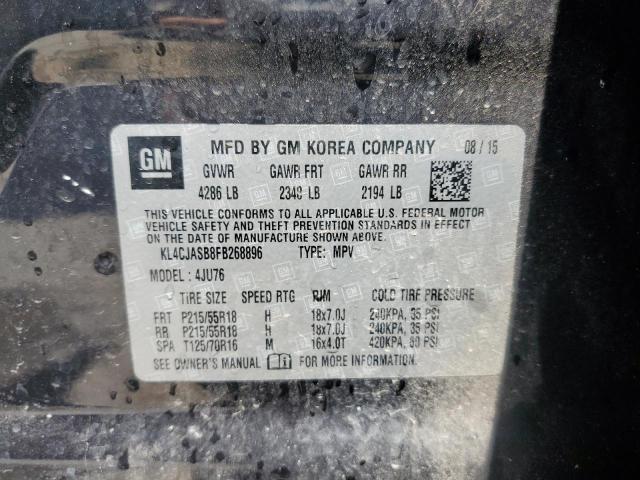 GM MFD BY GM KOREA COMPANY 08/15
GVWR GAWR FRT GAWR RR
4286 LB 2348 LB 2194 LB
THIS VEHICLE CONFORMS TO ALL APPLICABLE U.S. FEDERAL MOTOR
VEHICLE SAFETY AND THEFT PREVENTION STANDARDS IN EFFECT
ON THE DATE OF MANUFACTURE SHOWN ABOVE.
KL4CJASB8FB268896 TYPE: MPV
MODEL: 4JU76
TIRE SIZE SPEED RTG RIM COLD TIRE PRESSURE
FRT P215/55R18 H 18x7.0J 240KPA, 35 PSI
RR P215/55R18 H 18x7.0J 240KPA, 35 PSI
SPA T125/70R16 M 16x4.0T 420KPA, 60 PSI
SEE OWNER'S MANUAL FOR MORE INFORMATION.